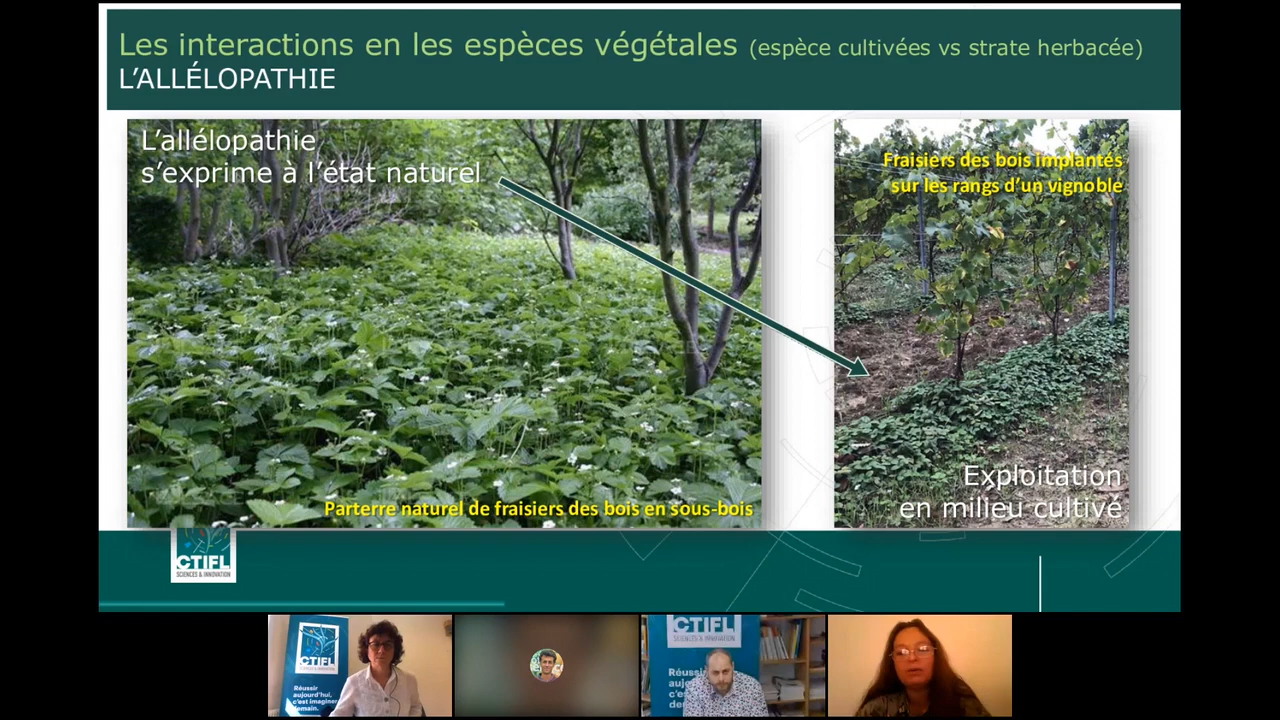 Les interactions en les espèces végétales (espèce cultivées vs strate herbacée)
L’ALLÉLOPATHIE
L’allélopathie
s’exprime à l’état naturel
Fraisiers des bois implantés
sur les rangs d’un vignoble
Parterre naturel de fraisiers des bois en sous-bois
Exploitation
en milieu cultivé
CTIFL
SCIENCES & INNOVATION
CTIFL
Réussir
aujourd’hui,
c’est imaginer
demain.
CTIFL
SCIENCES & INNOVATION
Réussir